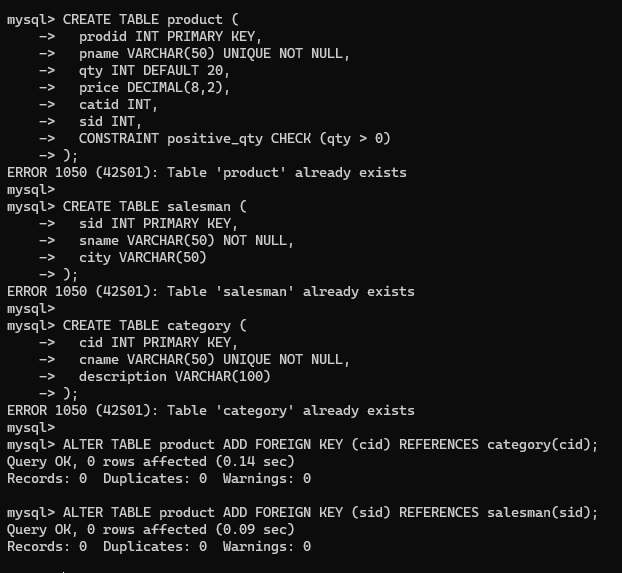 mysql> CREATE TABLE product (
    ->   prodid INT PRIMARY KEY,
    ->   pname VARCHAR(50) UNIQUE NOT NULL,
    ->   qty INT DEFAULT 20,
    ->   price DECIMAL(8,2),
    ->   catid INT,
    ->   sid INT,
    ->   CONSTRAINT positive_qty CHECK (qty > 0)
    -> );
ERROR 1050 (42S01): Table 'product' already exists
mysql>
mysql> CREATE TABLE salesman (
    ->   sid INT PRIMARY KEY,
    ->   sname VARCHAR(50) NOT NULL,
    ->   city VARCHAR(50)
    -> );
ERROR 1050 (42S01): Table 'salesman' already exists
mysql>
mysql> CREATE TABLE category (
    ->   cid INT PRIMARY KEY,
    ->   cname VARCHAR(50) UNIQUE NOT NULL,
    ->   description VARCHAR(100)
    -> );
ERROR 1050 (42S01): Table 'category' already exists
mysql>
mysql> ALTER TABLE product ADD FOREIGN KEY (cid) REFERENCES category(cid);
Query OK, 0 rows affected (0.14 sec)
Records: 0  Duplicates: 0  Warnings: 0

mysql> ALTER TABLE product ADD FOREIGN KEY (sid) REFERENCES salesman(sid);
Query OK, 0 rows affected (0.09 sec)
Records: 0  Duplicates: 0  Warnings: 0